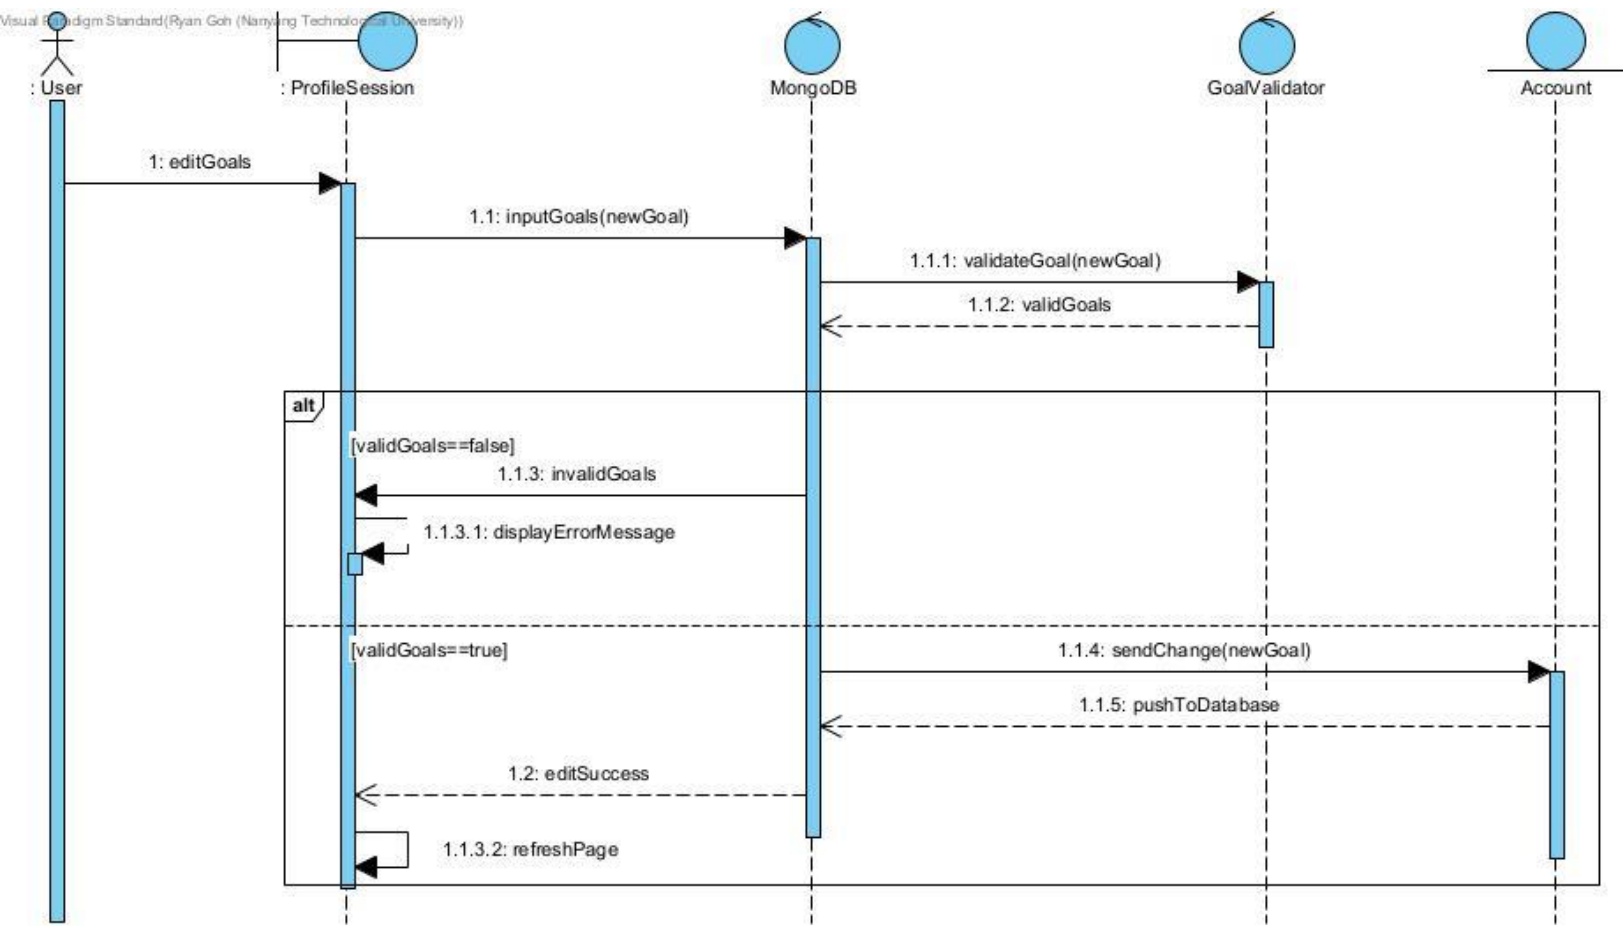 Visual Paradigm Standard(Ryan Goh (Nanyang Technological University))
: User
: ProfileSession
MongoDB
GoalValidator
Account
1: editGoals
1.1: inputGoals(newGoal)
1.1.1: validateGoal(newGoal)
1.1.2: validGoals
alt
[validGoals==false]
1.1.3: invalidGoals
1.1.3.1: displayErrorMessage
[validGoals==true]
1.1.4: sendChange(newGoal)
1.1.5: pushToDatabase
1.2: editSuccess
1.1.3.2: refreshPage